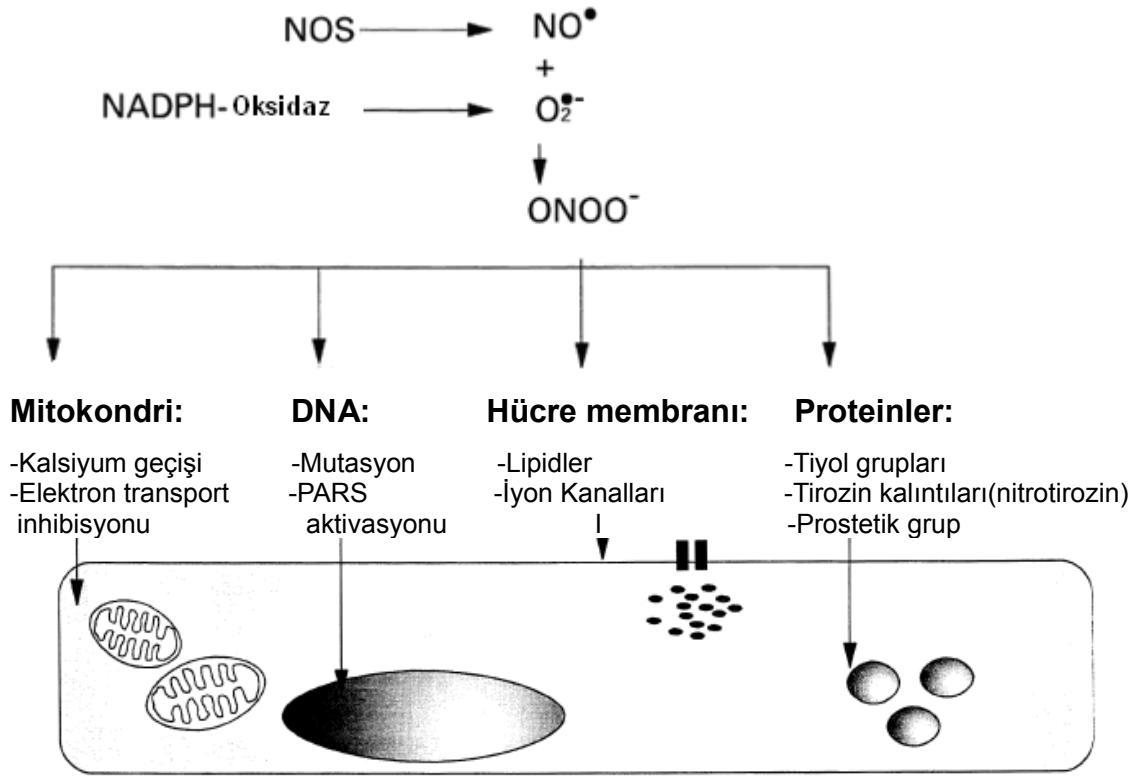 NOS NO•
+
NADPH-Oksidaz O₂•⁻
ONOO⁻
Mitokondri:
-Kalsiyum geçişi
-Elektron transport
inhibisyonu
DNA:
-Mutasyon
-PARS
aktivasyonu
Hücre membranı:
-Lipidler
-İyon Kanalları
Proteinler:
-Tiyol grupları
-Tirozin kalıntıları(nitrotirozin)
-Prostetik grup